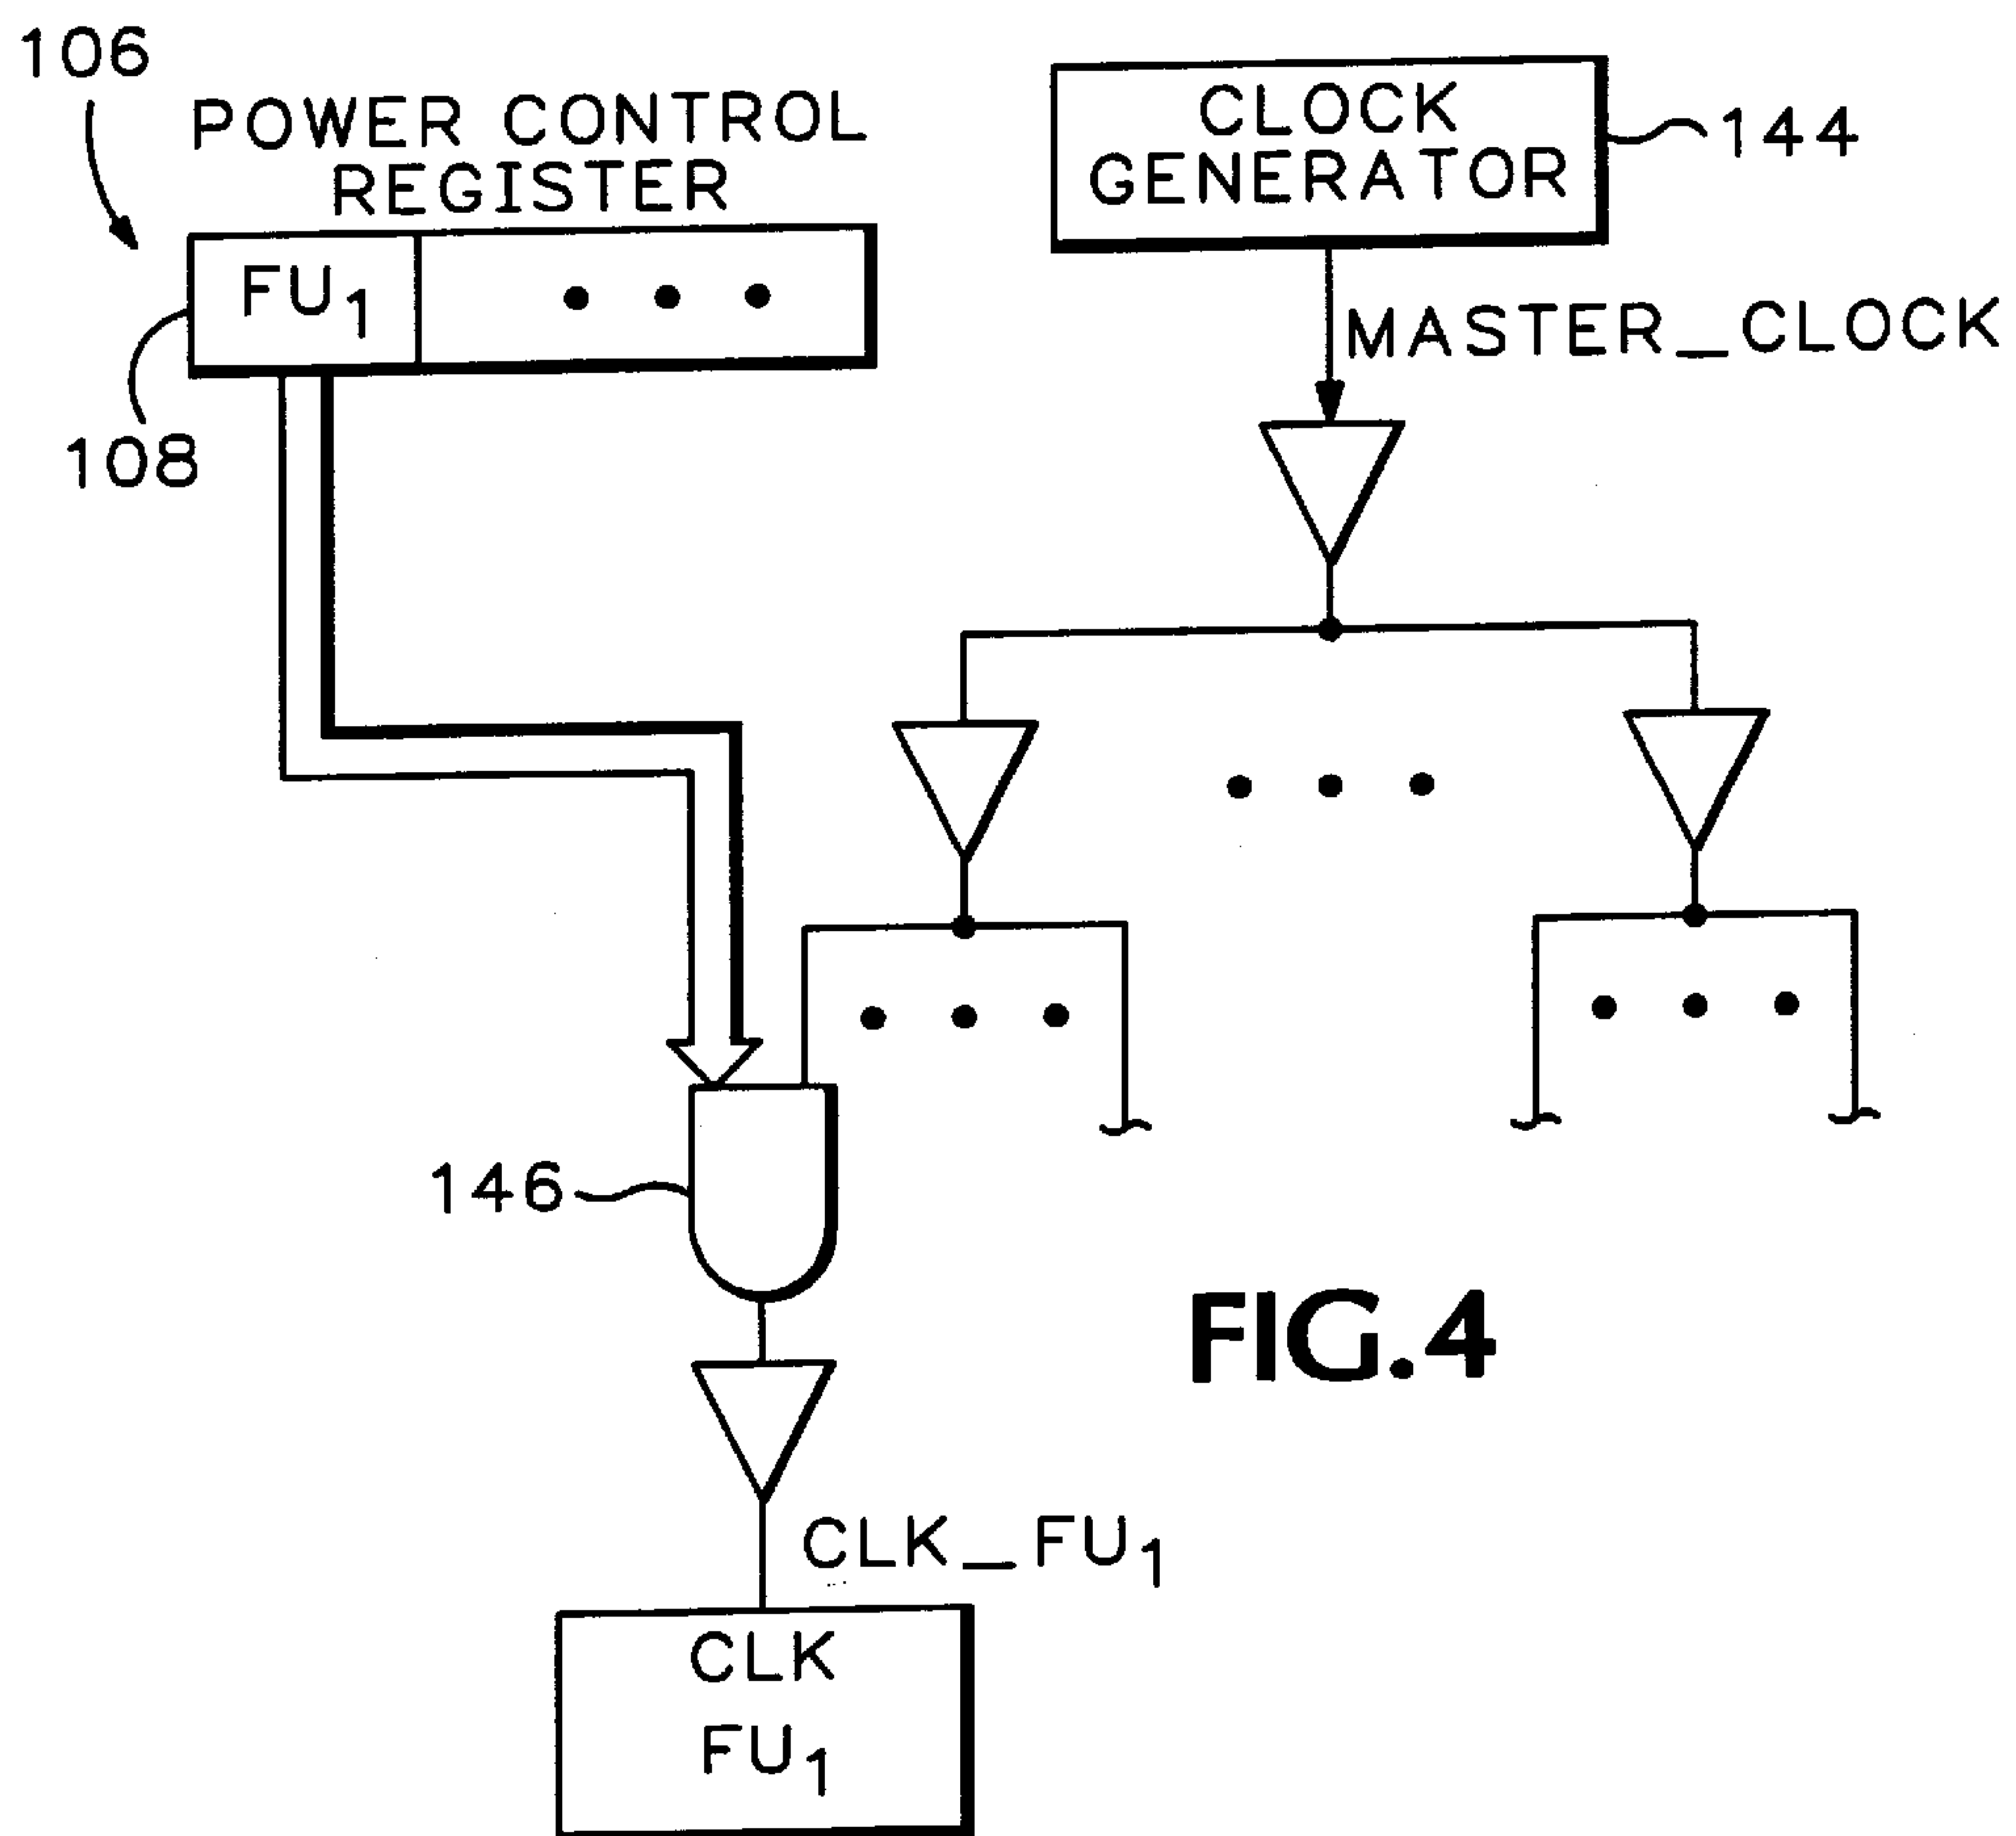 106
POWER CONTROL
REGISTER
FU1
108
CLOCK
GENERATOR
144
MASTER_CLOCK
146
CLK_FU1
CLK
FU1
FIG.4